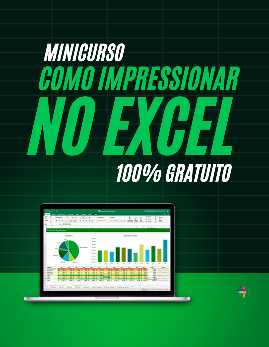 MINICURSO
COMO IMPRESSIONAR
NO EXCEL
100% GRATUITO